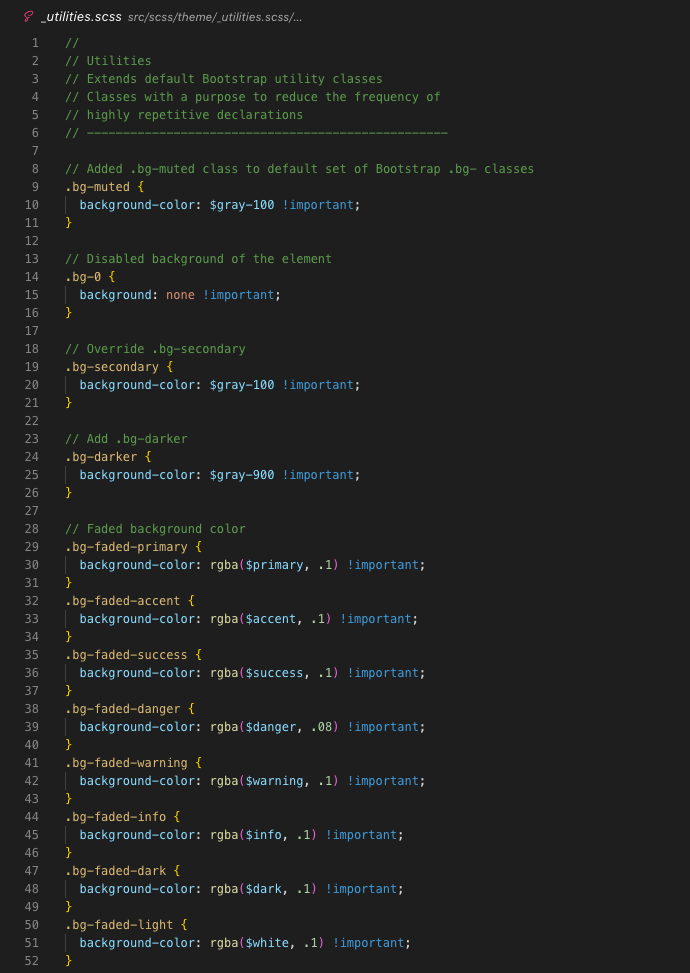 _utilities.scss src/scss/theme/_utilities.scss/...
1 //
2 // Utilities
3 // Extends default Bootstrap utility classes
4 // Classes with a purpose to reduce the frequency of
5 // highly repetitive declarations
6 // --------------------------------------------------
7
8 // Added .bg-muted class to default set of Bootstrap .bg- classes
9 .bg-muted {
10   background-color: $gray-100 !important;
11 }
12
13 // Disabled background of the element
14 .bg-0 {
15   background: none !important;
16 }
17
18 // Override .bg-secondary
19 .bg-secondary {
20   background-color: $gray-100 !important;
21 }
22
23 // Add .bg-darker
24 .bg-darker {
25   background-color: $gray-900 !important;
26 }
27
28 // Faded background color
29 .bg-faded-primary {
30   background-color: rgba($primary, .1) !important;
31 }
32 .bg-faded-accent {
33   background-color: rgba($accent, .1) !important;
34 }
35 .bg-faded-success {
36   background-color: rgba($success, .1) !important;
37 }
38 .bg-faded-danger {
39   background-color: rgba($danger, .08) !important;
40 }
41 .bg-faded-warning {
42   background-color: rgba($warning, .1) !important;
43 }
44 .bg-faded-info {
45   background-color: rgba($info, .1) !important;
46 }
47 .bg-faded-dark {
48   background-color: rgba($dark, .1) !important;
49 }
50 .bg-faded-light {
51   background-color: rgba($white, .1) !important;
52 }